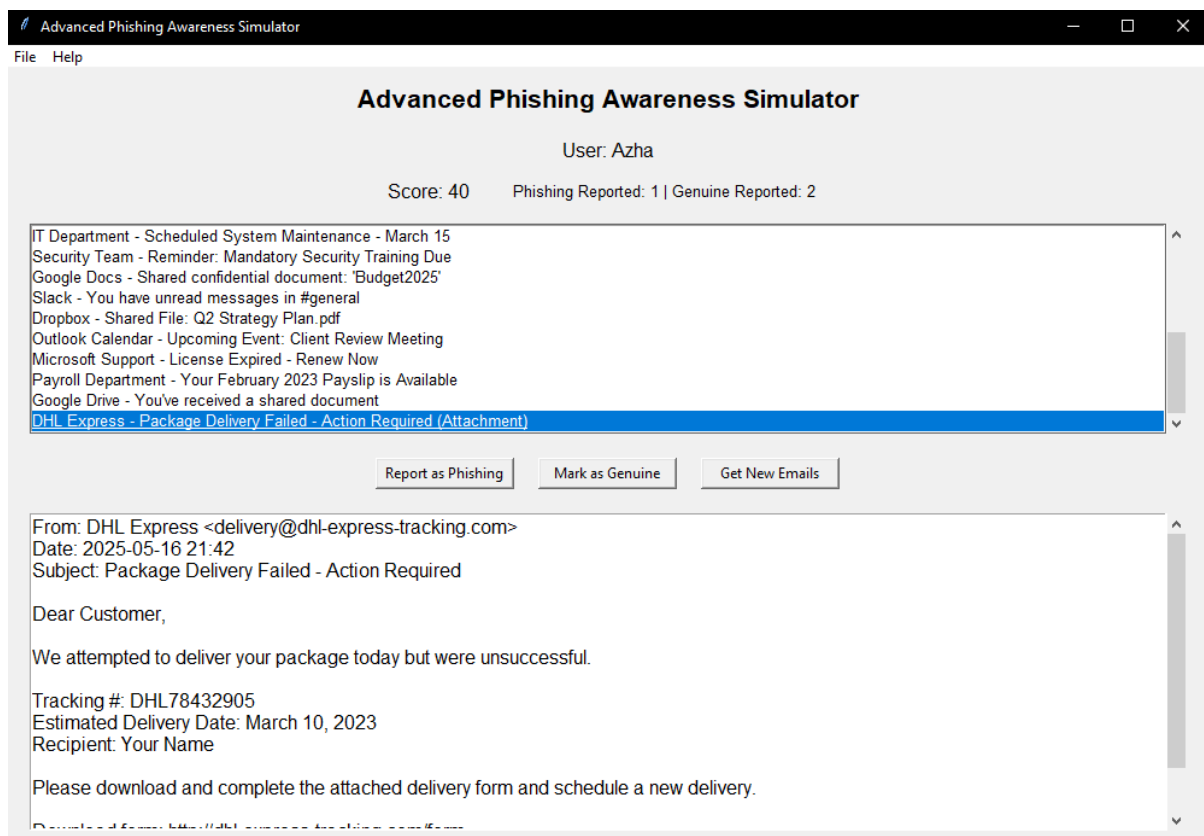 Advanced Phishing Awareness Simulator
File Help
Advanced Phishing Awareness Simulator
User: Azha
Score: 40 Phishing Reported: 1 | Genuine Reported: 2
IT Department - Scheduled System Maintenance - March 15
Security Team - Reminder: Mandatory Security Training Due
Google Docs - Shared confidential document: 'Budget2025'
Slack - You have unread messages in #general
Dropbox - Shared File: Q2 Strategy Plan.pdf
Outlook Calendar - Upcoming Event: Client Review Meeting
Microsoft Support - License Expired - Renew Now
Payroll Department - Your February 2023 Payslip is Available
Google Drive - You've received a shared document
DHL Express - Package Delivery Failed - Action Required (Attachment)
Report as Phishing Mark as Genuine Get New Emails
From: DHL Express <delivery@dhl-express-tracking.com>
Date: 2025-05-16 21:42
Subject: Package Delivery Failed - Action Required
Dear Customer,
We attempted to deliver your package today but were unsuccessful.
Tracking #: DHL78432905
Estimated Delivery Date: March 10, 2023
Recipient: Your Name
Please download and complete the attached delivery form and schedule a new delivery.
Download form: http://dhl-express-tracking.com/form